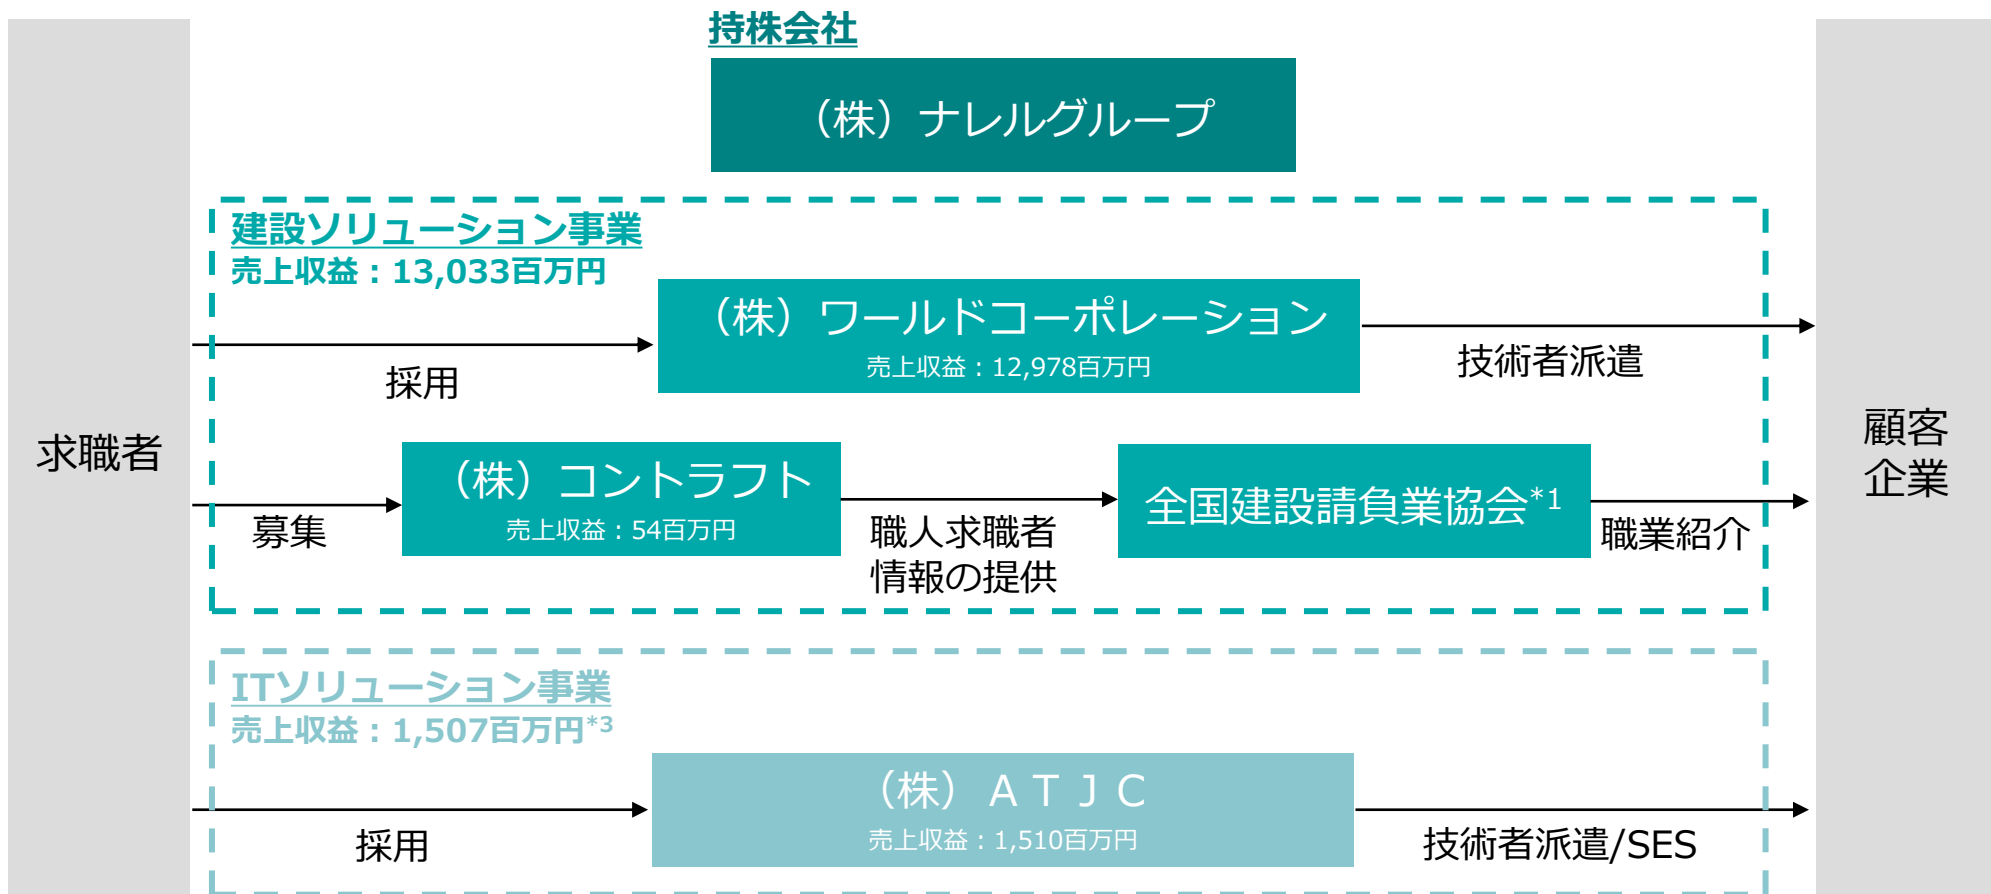 持株会社
（株）ナレルグループ
建設ソリューション事業
売上収益：13,033百万円
（株）ワールドコーポレーション
売上収益：12,978百万円
採用
技術者派遣
求職者
顧客
企業
（株）コントラフト
売上収益：54百万円
全国建設請負業協会*1
募集
職人求職者
情報の提供
職業紹介
ITソリューション事業
売上収益：1,507百万円*3
（株）ＡＴＪＣ
売上収益：1,510百万円
採用
技術者派遣/SES